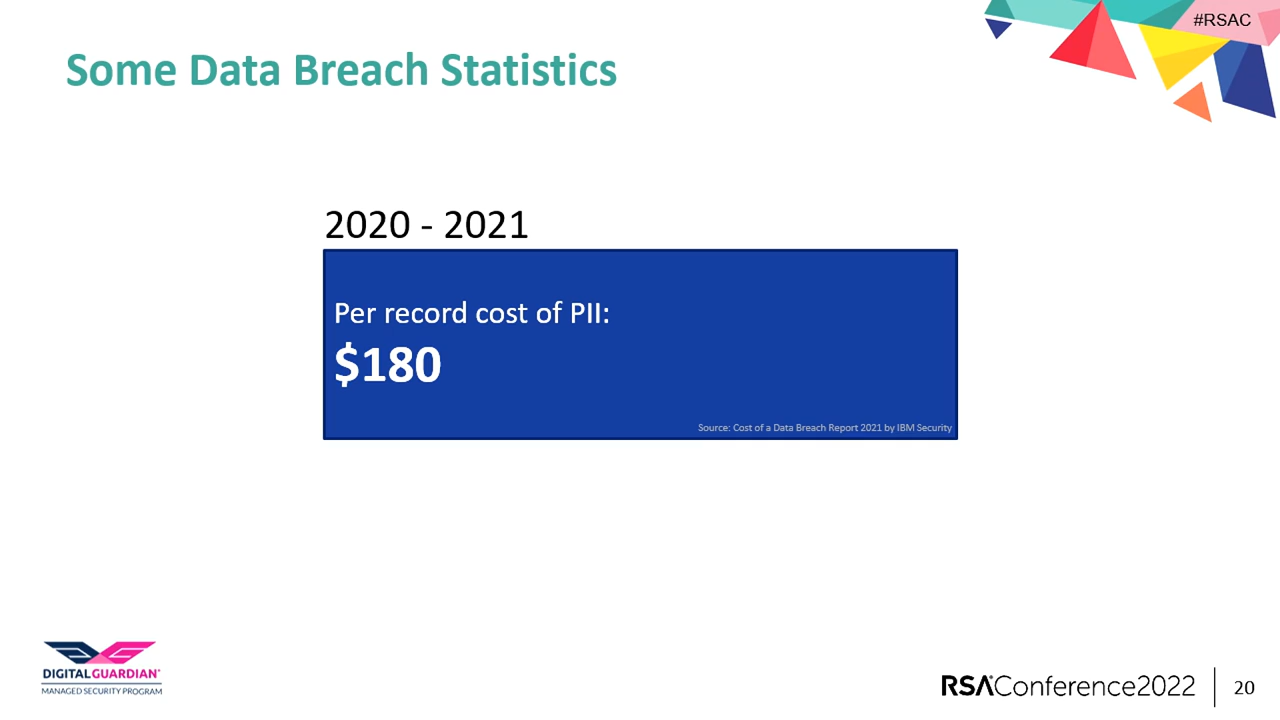 #RSAC
Some Data Breach Statistics
2020 - 2021
Per record cost of PII:
$180
Source: Cost of a Data Breach Report 2021 by IBM Security
DIGITALGUARDIAN
MANAGED SECURITY PROGRAM
RSAConference2022
20